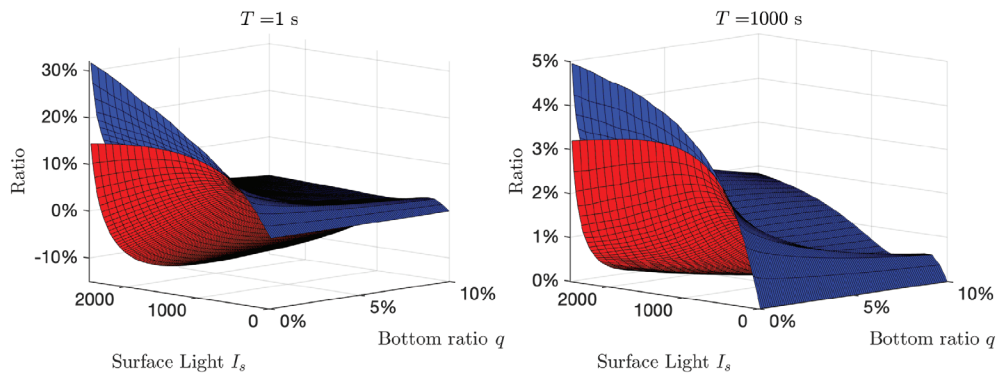 T =1 s
30%
20%
10%
0%
-10%
Ratio
2000
1000
0
0%
5%
10%
Surface Light I_s
Bottom ratio q
T =1000 s
5%
4%
3%
2%
1%
0%
Ratio
2000
1000
0
0%
5%
10%
Surface Light I_s
Bottom ratio q